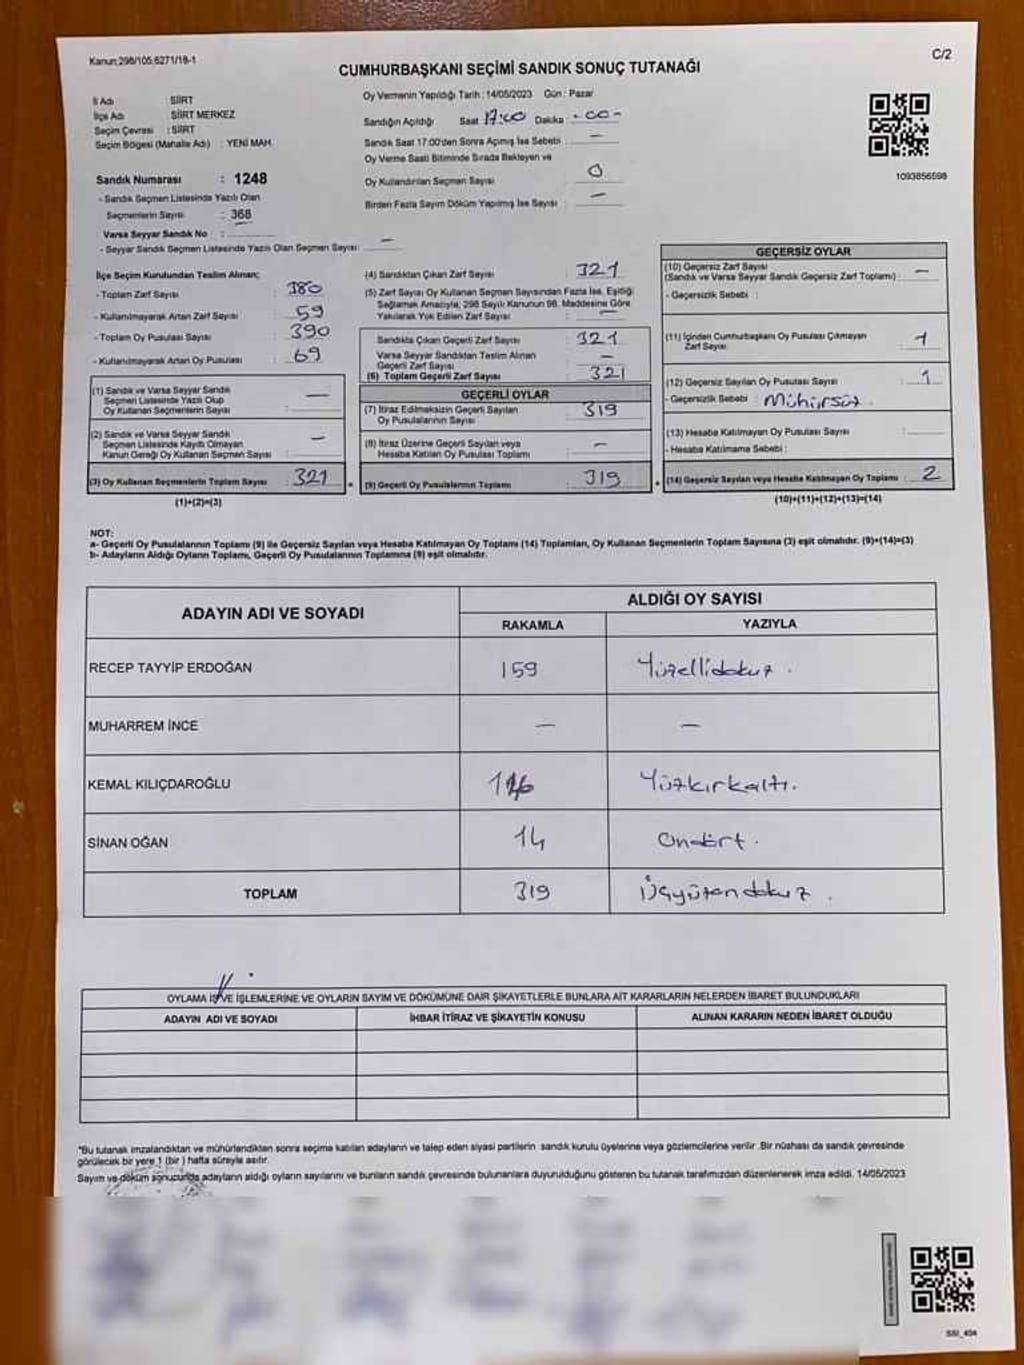 Kanun:298/105,6271/18-1
C/2
CUMHURBAŞKANI SEÇİMİ SANDIK SONUÇ TUTANAĞI
İl Adı : SİİRT
İlçe Adı : SİİRT MERKEZ
Seçim Çevresi : SİİRT
Seçim Bölgesi (Mahalle Adı) : YENİ MAH.
Sandık Numarası : 1248
- Sandık Seçmen Listesinde Yazılı Olan
Seçmenlerin Sayısı : 368
Varsa Seyyar Sandık No :
- Seyyar Sandık Seçmen Listesinde Yazılı Olan Seçmen Sayısı: —
Oy Vermenin Yapıldığı Tarih : 14/05/2023 Gün : Pazar
Sandığın Açıldığı Saat 17:00 Dakika : -00-
Sandık Saat 17:00'den Sonra Açılmış İse Sebebi : —
Oy Verme Saati Bitiminde Sırada Bekleyen ve
Oy Kullandırılan Seçmen Sayısı : 0
Birden Fazla Sayım Döküm Yapılmış İse Sayısı : —
1093856598
İlçe Seçim Kurulundan Teslim Alınan;
- Toplam Zarf Sayısı : 380
- Kullanılmayarak Artan Zarf Sayısı : 59
- Toplam Oy Pusulası Sayısı : 390
- Kullanılmayarak Artan Oy Pusulası : 69
(1) Sandık ve Varsa Seyyar Sandık
Seçmen Listesinde Yazılı Olup
Oy Kullanan Seçmenlerin Sayısı : —
(2) Sandık ve Varsa Seyyar Sandık
Seçmen Listesinde Kaydı Olmayan
Kanun Gereği Oy Kullanan Seçmen Sayısı : —
(3) Oy Kullanan Seçmenlerin Toplam Sayısı : 321
(1)+(2)=(3)
(4) Sandıktan Çıkan Zarf Sayısı : 321
(5) Zarf Sayısı Oy Kullanan Seçmen Sayısından Fazla İse, Eşitliği
Sağlamak Amacıyla, 298 Sayılı Kanunun 98. Maddesine Göre
Yakılarak Yok Edilen Zarf Sayısı : —
Sandıkta Çıkan Geçerli Zarf Sayısı : 321
Varsa Seyyar Sandıktan Teslim Alınan
Geçerli Zarf Sayısı : —
(6) Toplam Geçerli Zarf Sayısı : 321
GEÇERLİ OYLAR
(7) İtiraz Edilmeksizin Geçerli Sayılan
Oy Pusulalarının Sayısı : 319
(8) İtiraz Üzerine Geçerli Sayılan veya
Hesaba Katılan Oy Pusulası Toplamı : —
(9) Geçerli Oy Pusulalarının Toplamı : 319
GEÇERSİZ OYLAR
(10) Geçersiz Zarf Sayısı
(Sandık ve Varsa Seyyar Sandık Geçersiz Zarf Toplamı) : —
- Geçersizlik Sebebi :
(11) İçinden Cumhurbaşkanı Oy Pusulası Çıkmayan
Zarf Sayısı : 1
(12) Geçersiz Sayılan Oy Pusulası Sayısı : 1
- Geçersizlik Sebebi : Mühürsüz.
(13) Hesaba Katılmayan Oy Pusulası Sayısı :
- Hesaba Katılmama Sebebi :
(14) Geçersiz Sayılan veya Hesaba Katılmayan Oy Toplamı : 2
(10)+(11)+(12)+(13)=(14)
NOT:
a- Geçerli Oy Pusulalarının Toplamı (9) ile Geçersiz Sayılan veya Hesaba Katılmayan Oy Toplamı (14) Toplamları, Oy Kullanan Seçmenlerin Toplam Sayısına (3) eşit olmalıdır. (9)+(14)=(3)
b- Adayların Aldığı Oyların Toplamı, Geçerli Oy Pusulalarının Toplamına (9) eşit olmalıdır.
ADAYIN ADI VE SOYADI
ALDIĞI OY SAYISI
RAKAMLA YAZIYLA
RECEP TAYYİP ERDOĞAN 159 Yüzellidokuz.
MUHARREM İNCE — —
KEMAL KILIÇDAROĞLU 146 Yüzkırkaltı.
SİNAN OĞAN 14 Ondört.
TOPLAM 319 Üçyüzondokuz.
OYLAMA İŞ VE İŞLEMLERİNE VE OYLARIN SAYIM VE DÖKÜMÜNE DAİR ŞİKAYETLERLE BUNLARA AİT KARARLARIN NELERDEN İBARET BULUNDUKLARI
ADAYIN ADI VE SOYADI İHBAR İTİRAZ VE ŞİKAYETİN KONUSU ALINAN KARARIN NEDEN İBARET OLDUĞU
*Bu tutanak imzalandıktan ve mühürlendikten sonra seçime katılan adayların ve talep eden siyasi partilerin sandık kurulu üyelerine veya gözlemcilerine verilir .Bir nüshası da sandık çevresinde
görülecek bir yere 1 (bir ) hafta süreyle asılır.
Sayım ve döküm sonucunda adayların aldığı oyların sayılarını ve bunların sandık çevresinde bulunanlara duyurulduğunu gösteren bu tutanak tarafımızdan düzenlenerek imza edildi. 14/05/2023
SSI_404